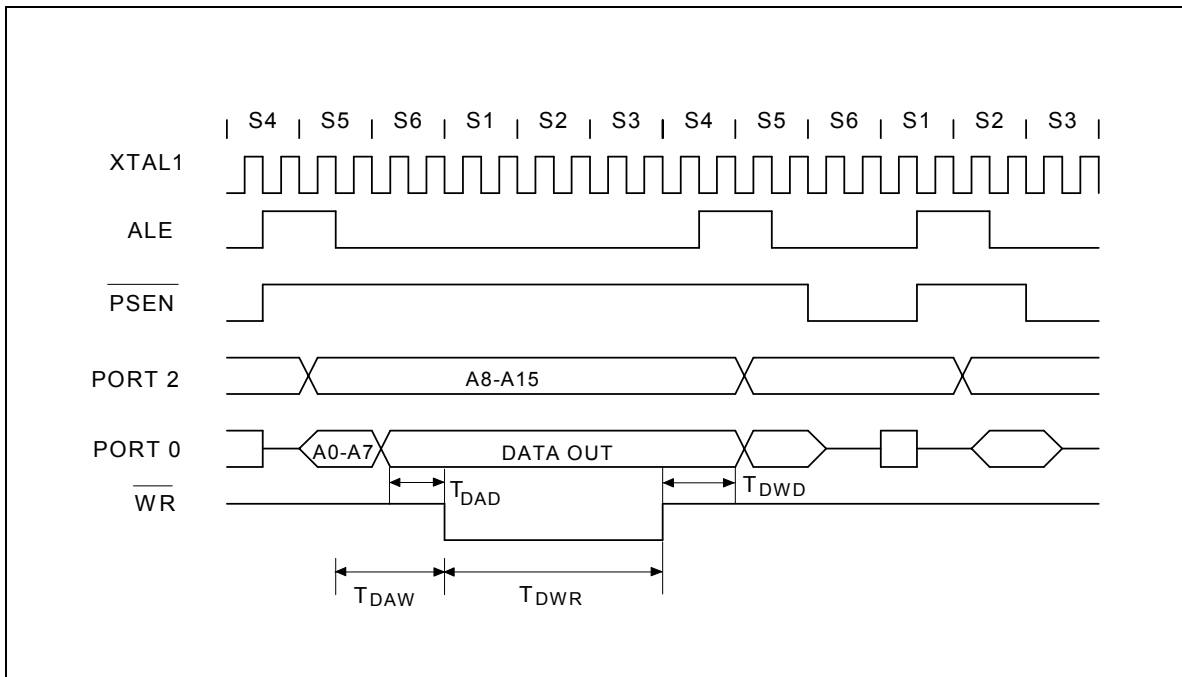 S4 S5 S6 S1 S2 S3 S4 S5 S6 S1 S2 S3
XTAL1
ALE
PSEN
PORT 2 A8-A15
PORT 0 A0-A7 DATA OUT
WR TDAD TDWD
TDAW TDWR